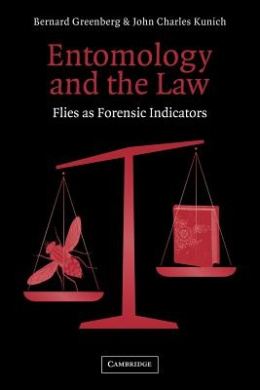 Bernard Greenberg & John Charles Kunich
Entomology
and the Law
Flies as Forensic Indicators
CAMBRIDGE